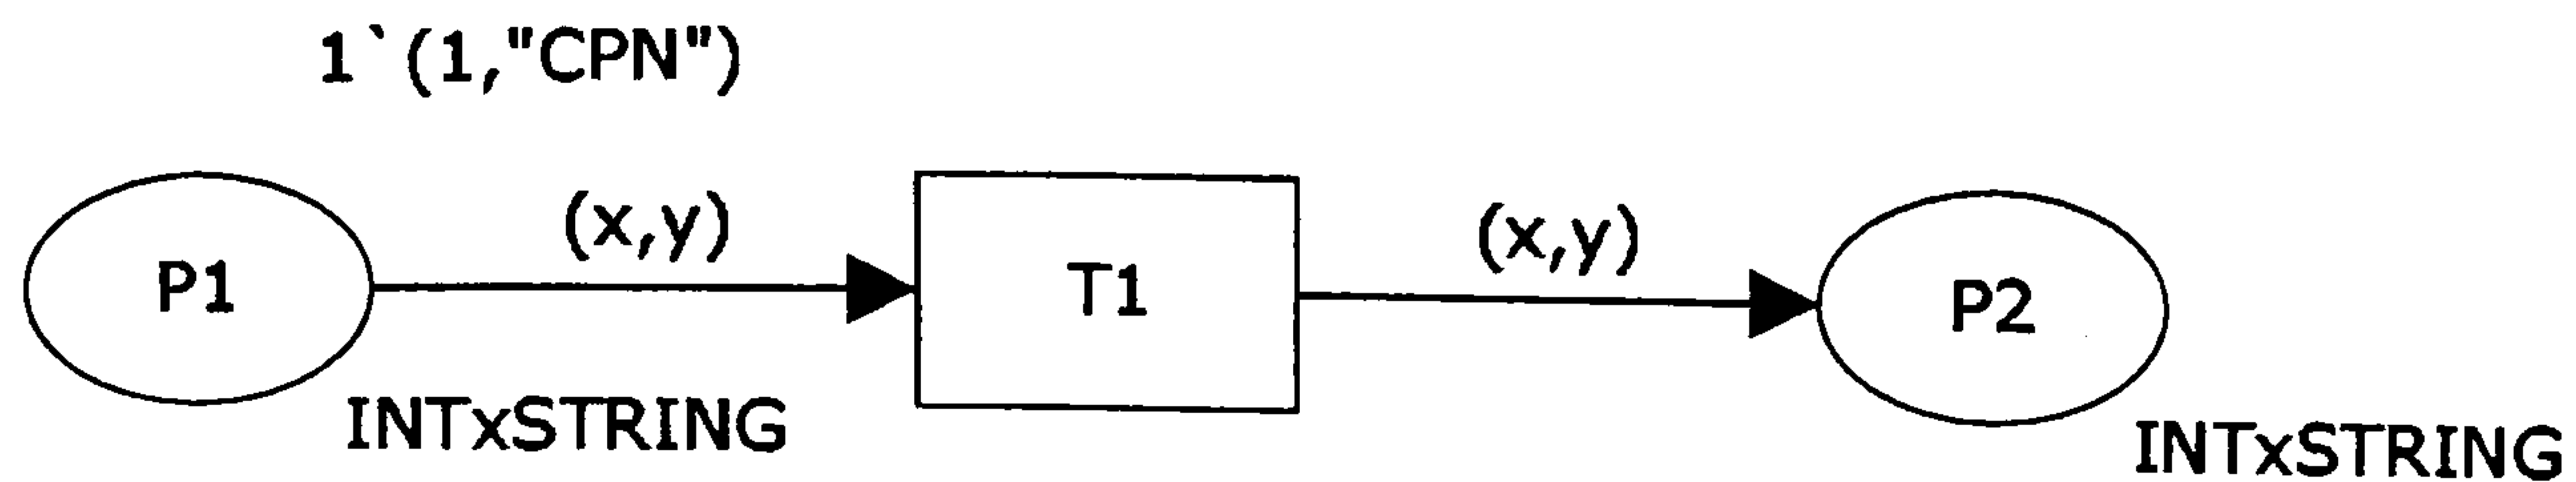 1`(1,"CPN")
(x,y)
(x,y)
P1
T1
P2
INTxSTRING
INTxSTRING